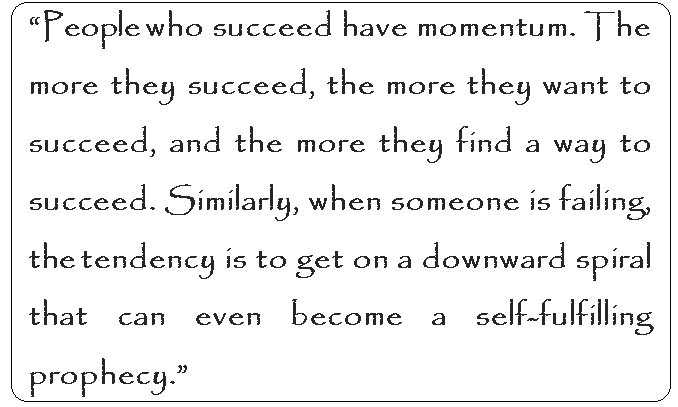 “People who succeed have momentum. The
more they succeed, the more they want to
succeed, and the more they find a way to
succeed. Similarly, when someone is failing,
the tendency is to get on a downward spiral
that can even become a self-fulfilling
prophecy.”